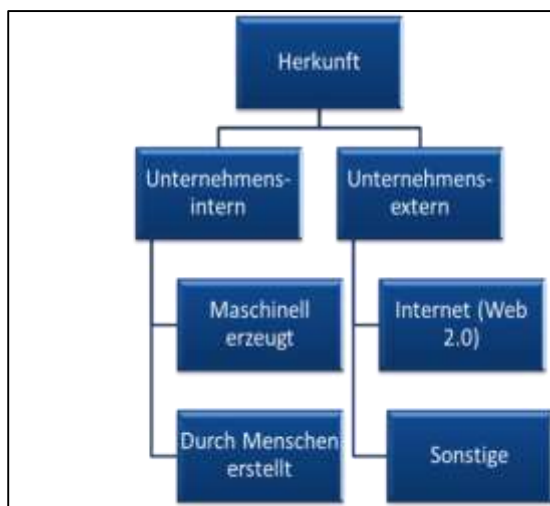 Herkunft
Unternehmens-
intern
Unternehmens-
extern
Maschinell
erzeugt
Internet (Web
2.0)
Durch Menschen
erstellt
Sonstige